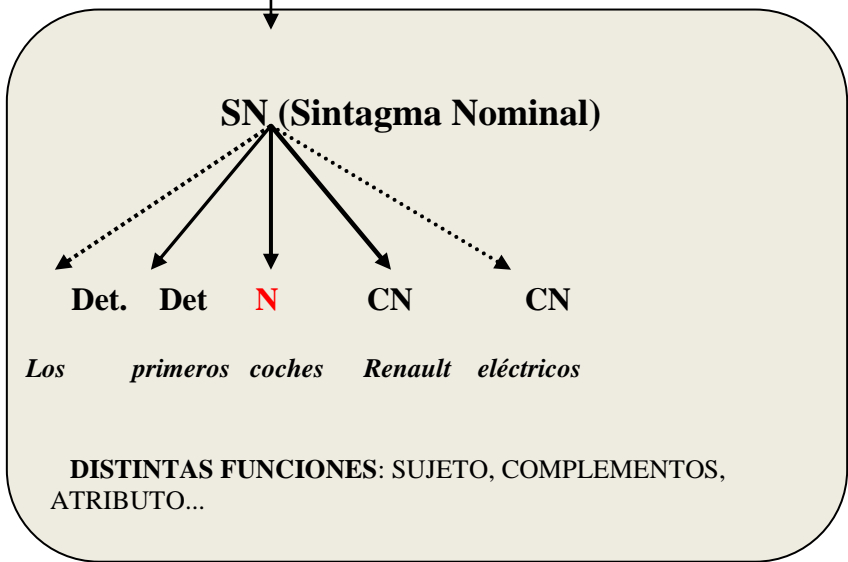 SN (Sintagma Nominal)
Det. Det N CN CN
Los primeros coches Renault eléctricos
DISTINTAS FUNCIONES: SUJETO, COMPLEMENTOS,
ATRIBUTO...